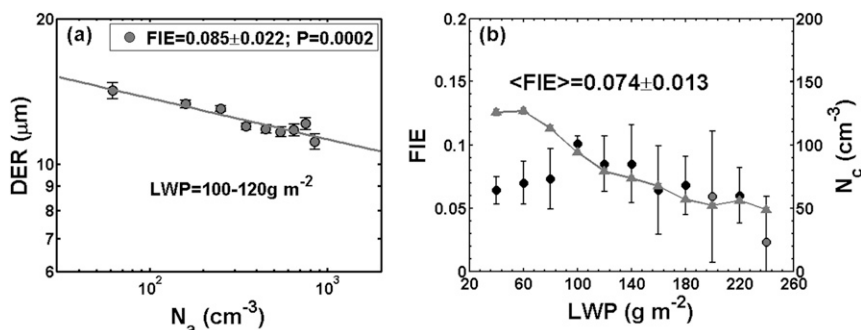 (a)
FIE=0.085±0.022; P=0.0002
20
10
9
8
7
6
DER (μm)
LWP=100-120g m-2
10²
10³
Na (cm-3)
(b)
<FIE>=0.074±0.013
0.2
0.15
0.1
0.05
0
FIE
200
150
100
50
0
Nc (cm-3)
20 60 100 140 180 220 260
LWP (g m-2)